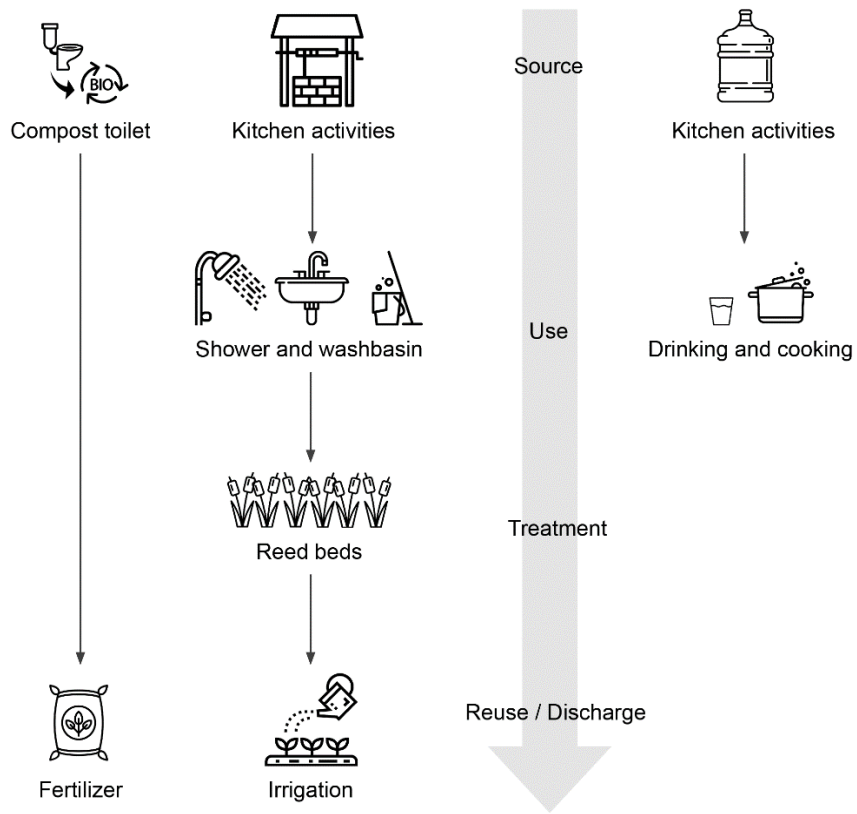 BIO
Source
Compost toilet
Kitchen activities
Kitchen activities
Use
Shower and washbasin
Drinking and cooking
Treatment
Reed beds
Reuse / Discharge
Fertilizer
Irrigation